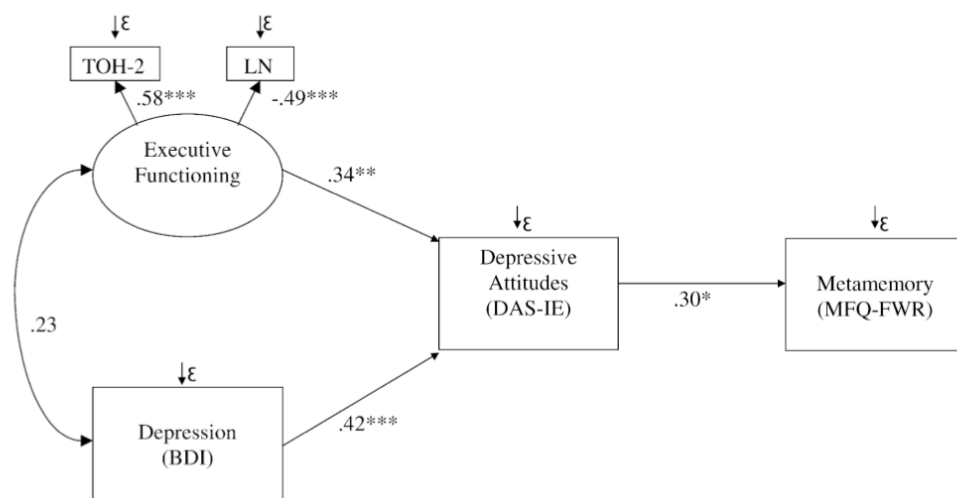 ε
ε
TOH-2
LN
.58***
-.49***
Executive
Functioning
.34**
ε
ε
Depressive
Attitudes
(DAS-IE)
.30*
Metamemory
(MFQ-FWR)
.23
ε
.42***
Depression
(BDI)